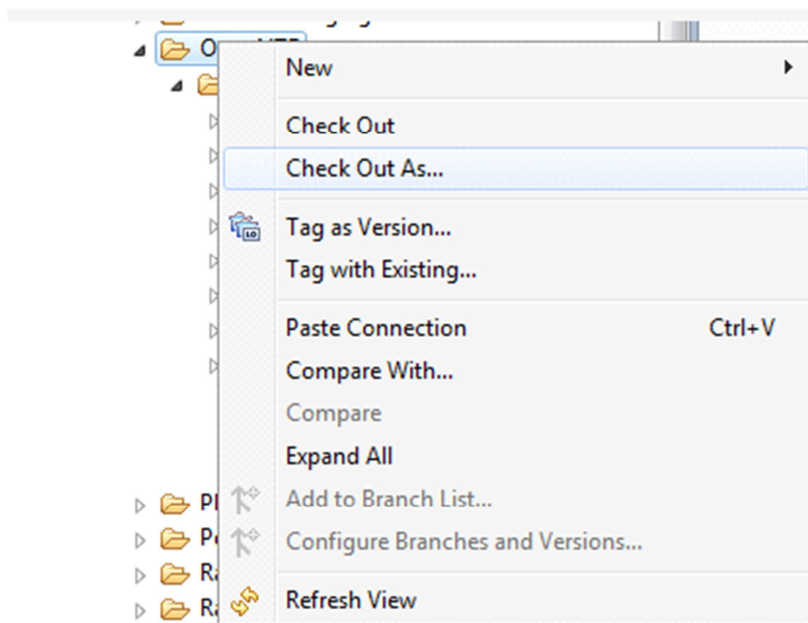 New
Check Out
Check Out As...
Tag as Version...
Tag with Existing...
Paste Connection Ctrl+V
Compare With...
Compare
Expand All
Add to Branch List...
Configure Branches and Versions...
Refresh View